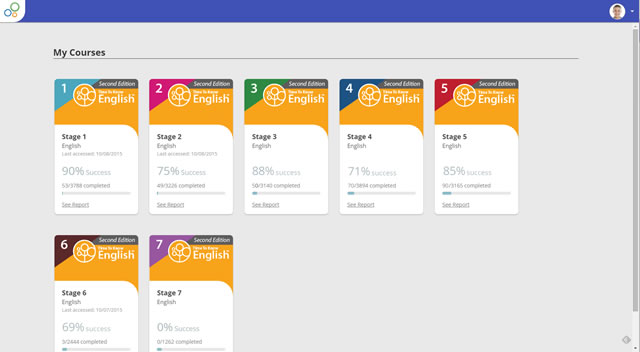 My Courses
1
Second Edition
Time To Know
English
Stage 1
English
Last accessed: 10/08/2015
90% Success
53/3788 completed
See Report
2
Second Edition
Time To Know
English
Stage 2
English
Last accessed: 10/08/2015
75% Success
49/3226 completed
See Report
3
Second Edition
Time To Know
English
Stage 3
English
88% Success
50/3140 completed
See Report
4
Second Edition
Time To Know
English
Stage 4
English
71% Success
70/3894 completed
See Report
5
Second Edition
Time To Know
English
Stage 5
English
85% Success
90/3165 completed
See Report
6
Second Edition
Time To Know
English
Stage 6
English
Last accessed: 10/07/2015
69% success
3/2444 completed
7
Second Edition
Time To Know
English
Stage 7
English
0% Success
0/1262 completed